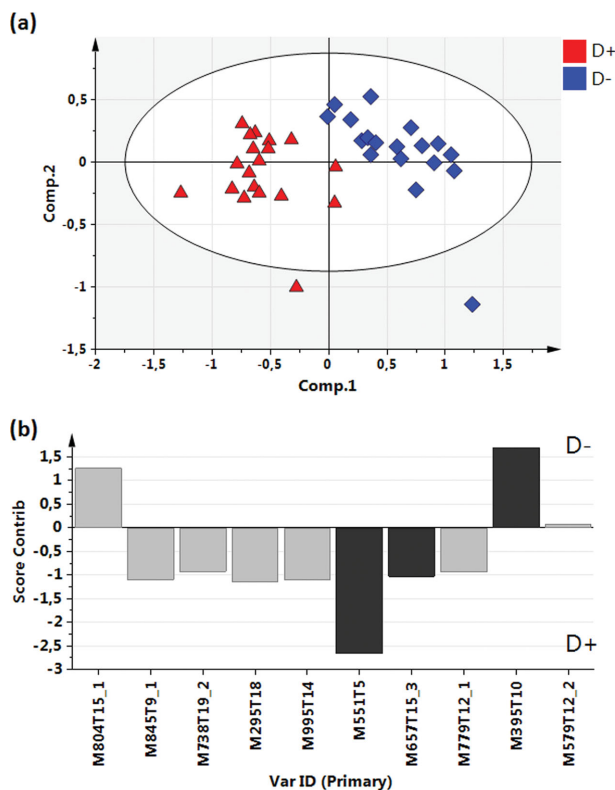 (a)
D+
D-
0,5
0
-0,5
-1
-1,5
Comp.2
-2
-1,5
-1
-0,5
0
0,5
1
1,5
Comp.1
(b)
D-
1,5
1
0,5
0
-0,5
-1
-1,5
-2
-2,5
-3
Score Contrib
D+
M804T15_1
M845T9_1
M738T19_2
M295T18
M995T14
M551T5
M657T15_3
M779T12_1
M395T10
M579T12_2
Var ID (Primary)